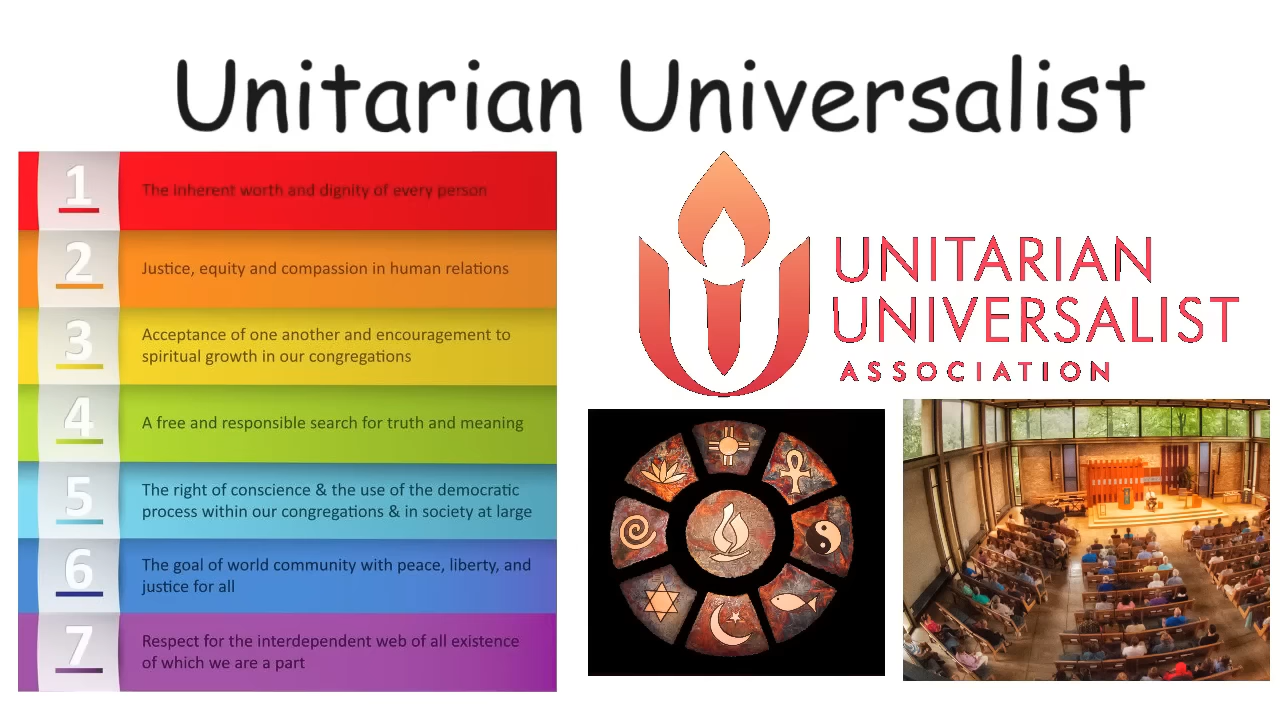 Unitarian Universalist
1
The inherent worth and dignity of every person
2
Justice, equity and compassion in human relations
3
Acceptance of one another and encouragement to
spiritual growth in our congregations
4
A free and responsible search for truth and meaning
5
The right of conscience & the use of the democratic
process within our congregations & in society at large
6
The goal of world community with peace, liberty, and
justice for all
7
Respect for the interdependent web of all existence
of which we are a part
UNITARIAN
UNIVERSALIST
ASSOCIATION